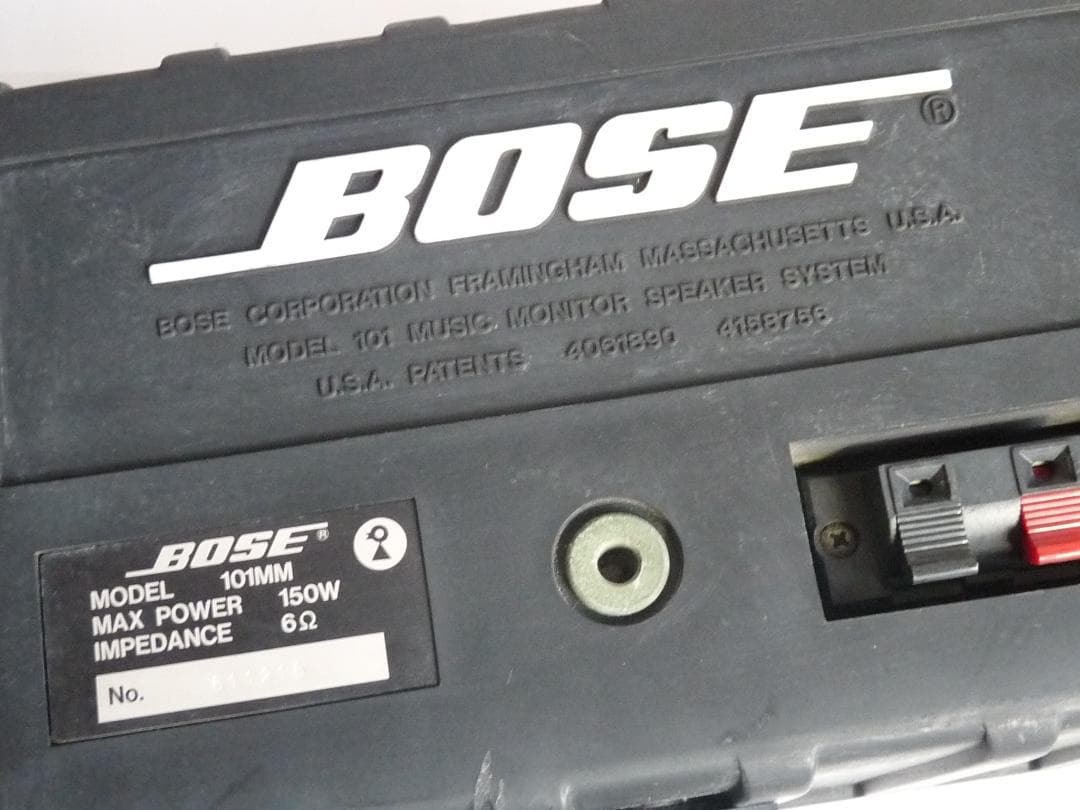 BOSE®
BOSE CORPORATION FRAMINGHAM MASSACHUSETTS U.S.A.
MODEL 101 MUSIC MONITOR SPEAKER SYSTEM
U.S.A. PATENTS 4061890 4158756
BOSE®
MODEL 101MM
MAX POWER 150W
IMPEDANCE 6Ω
No.